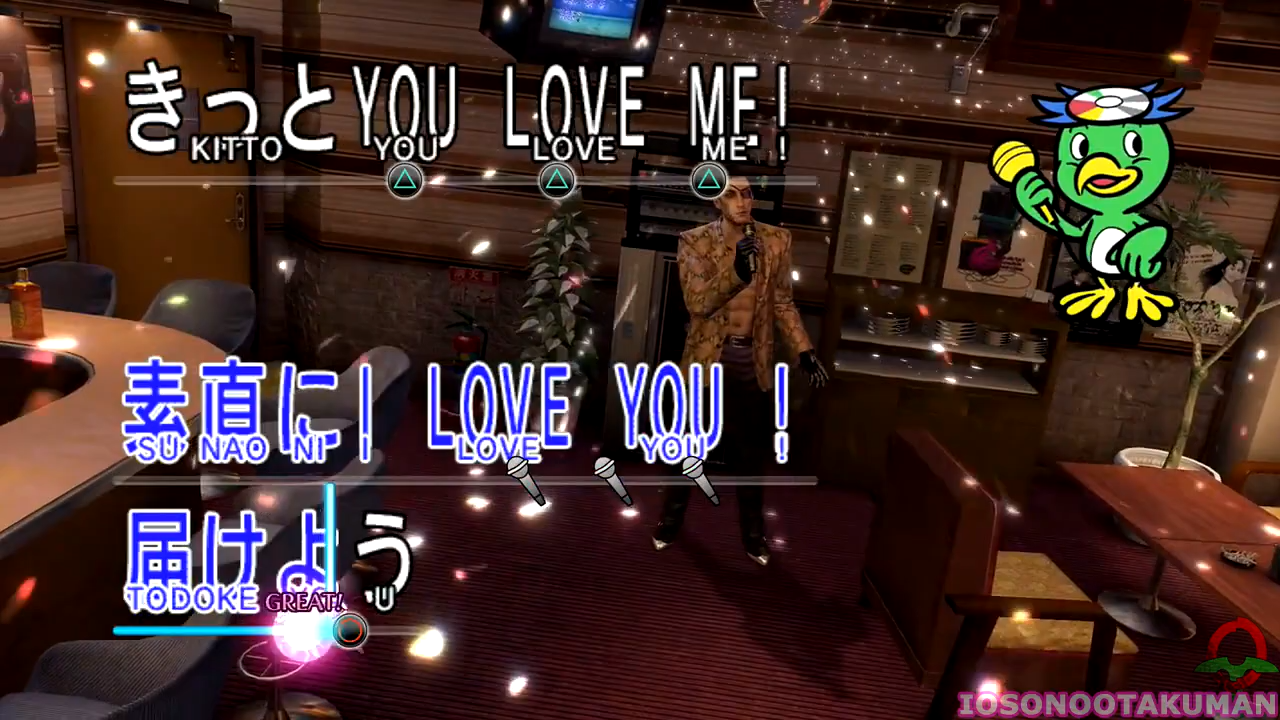 きっとYOU LOVE ME!
KITTO YOU LOVE ME !
素直に I LOVE YOU !
SU NAO NI I LOVE YOU !
届けよう
TODOKE U
GREAT!
IOSONOOTAKUMAN